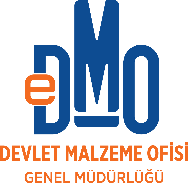 eDMO
DEVLET MALZEME OFİSİ
GENEL MÜDÜRLÜĞÜ